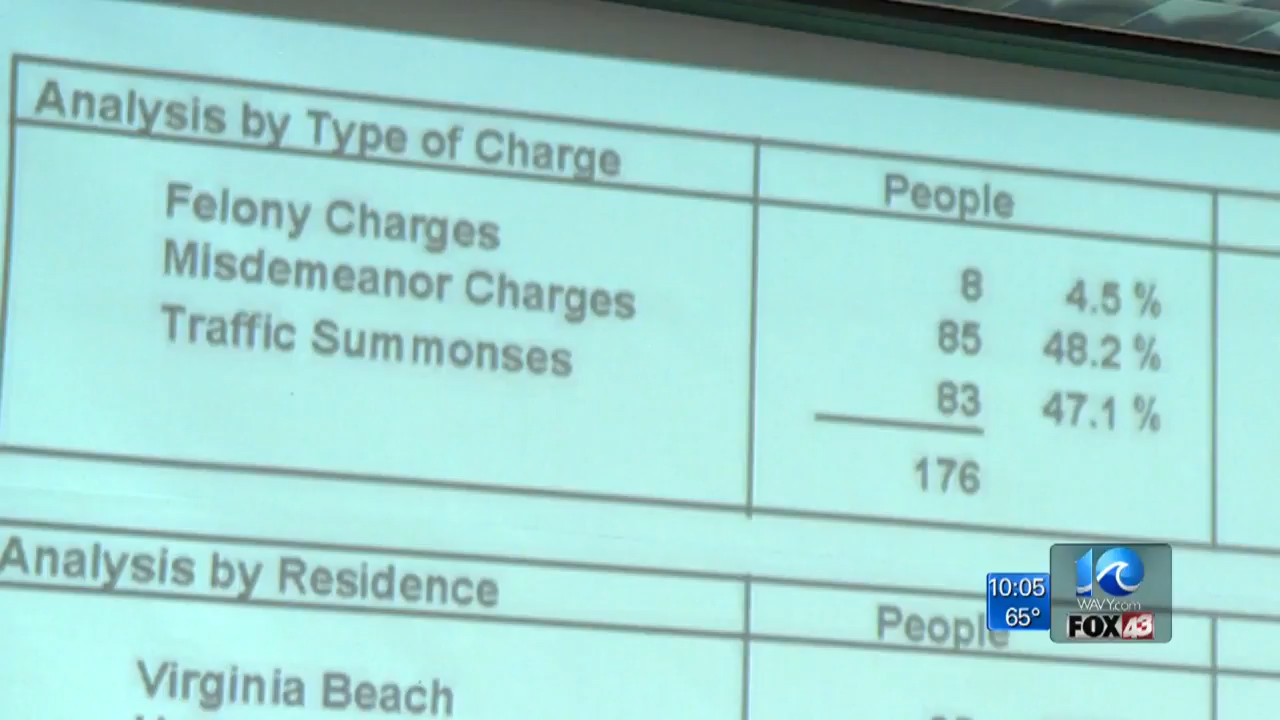 Analysis by Type of Charge
People
Felony Charges
8 4.5 %
Misdemeanor Charges
85 48.2 %
Traffic Summonses
83 47.1 %
176
Analysis by Residence
People
Virginia Beach
10:05
65°
10
WAVY.com
FOX 43